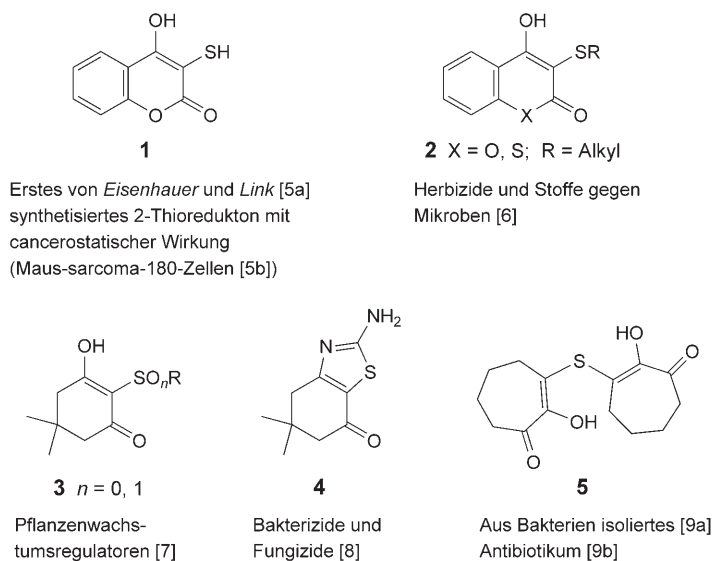 OH
SH
O
O
1
Erstes von Eisenhauer und Link [5a]
synthetisiertes 2-Thioredukton mit
cancerostatischer Wirkung
(Maus-sarcoma-180-Zellen [5b])
OH
SR
X
O
2 X = O, S; R = Alkyl
Herbizide und Stoffe gegen
Mikroben [6]
OH
SOnR
O
3 n = 0, 1
Pflanzenwachs-
tumsregulatoren [7]
NH2
N
S
O
4
Bakterizide und
Fungizide [8]
S
HO
O
OH
O
5
Aus Bakterien isoliertes [9a]
Antibiotikum [9b]